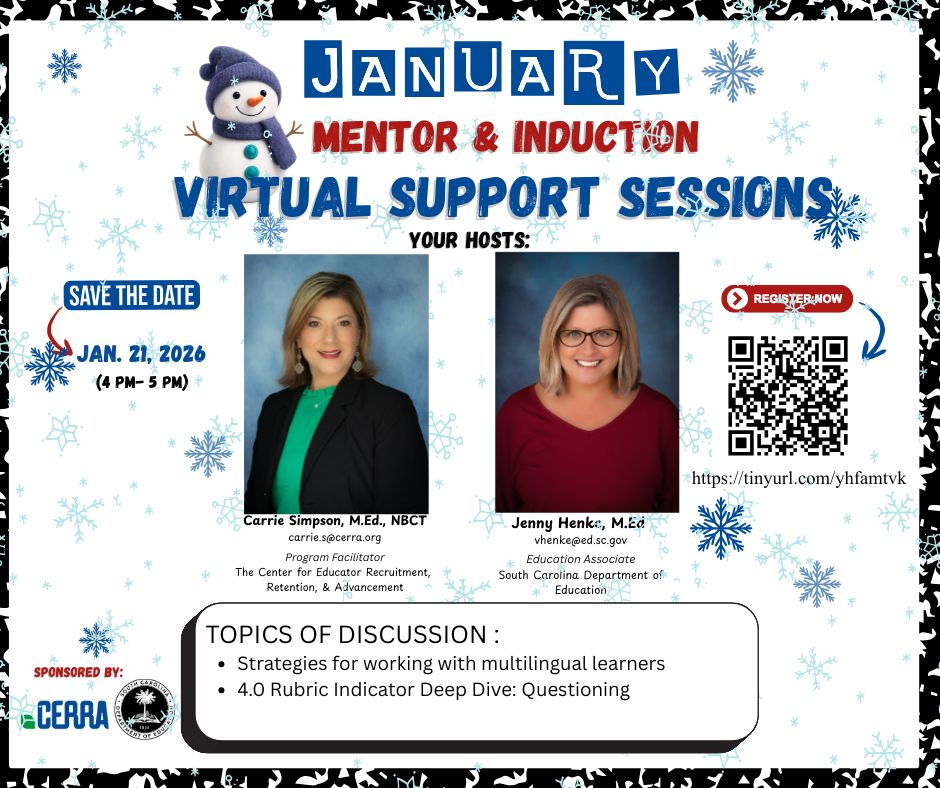 JANUARY
MENTOR & INDUCTION
VIRTUAL SUPPORT SESSIONS
YOUR HOSTS:
SAVE THE DATE
JAN. 21, 2026
(4 PM– 5 PM)
REGISTER NOW
https://tinyurl.com/yhfamtvk
Carrie Simpson, M.Ed., NBCT
carrie.s@cerra.org
Program Facilitator
The Center for Educator Recruitment,
Retention, & Advancement
Jenny Henke, M.Ed
vhenke@ed.sc.gov
Education Associate
South Carolina Department of
Education
TOPICS OF DISCUSSION :
• Strategies for working with multilingual learners
• 4.0 Rubric Indicator Deep Dive: Questioning
SPONSORED BY:
CERRA
SOUTH CAROLINA
DEPARTMENT OF EDUCATION